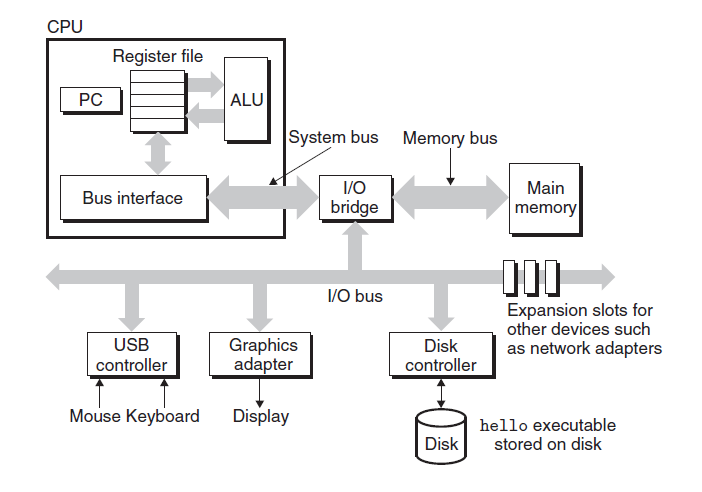 CPU
Register file
PC
ALU
System bus
Memory bus
Bus interface
I/O
bridge
Main
memory
I/O bus
Expansion slots for
other devices such
as network adapters
USB
controller
Graphics
adapter
Disk
controller
Mouse Keyboard
Display
Disk
hello executable
stored on disk